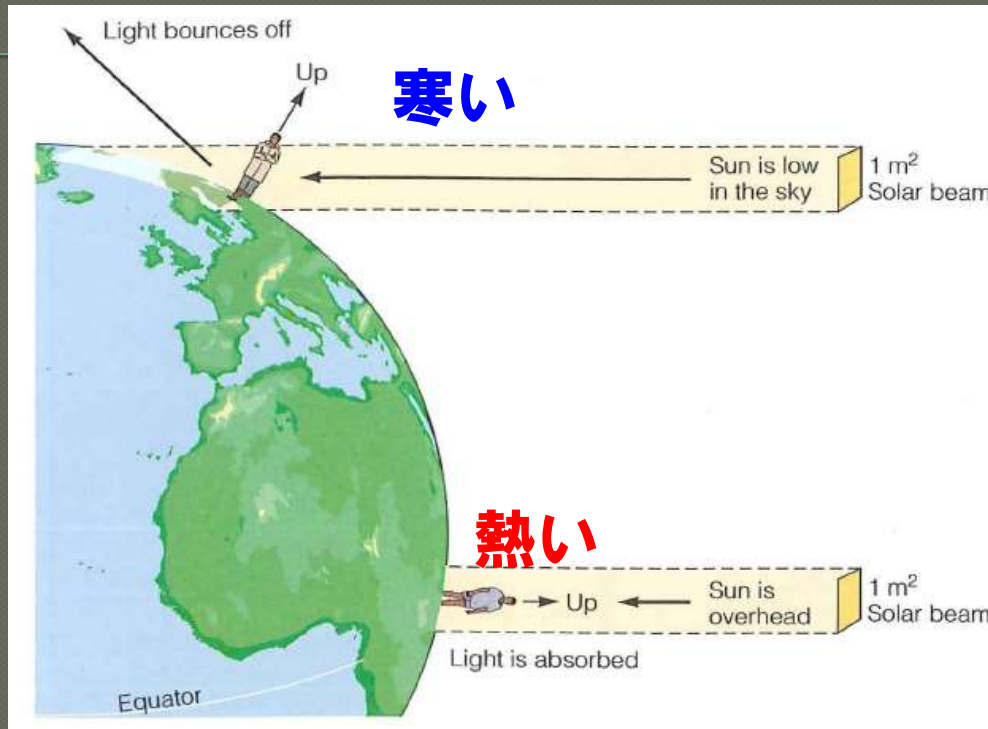 Light bounces off
Up
寒い
Sun is low
in the sky
1 m²
Solar beam
熱い
Up
Sun is
overhead
1 m²
Solar beam
Light is absorbed
Equator